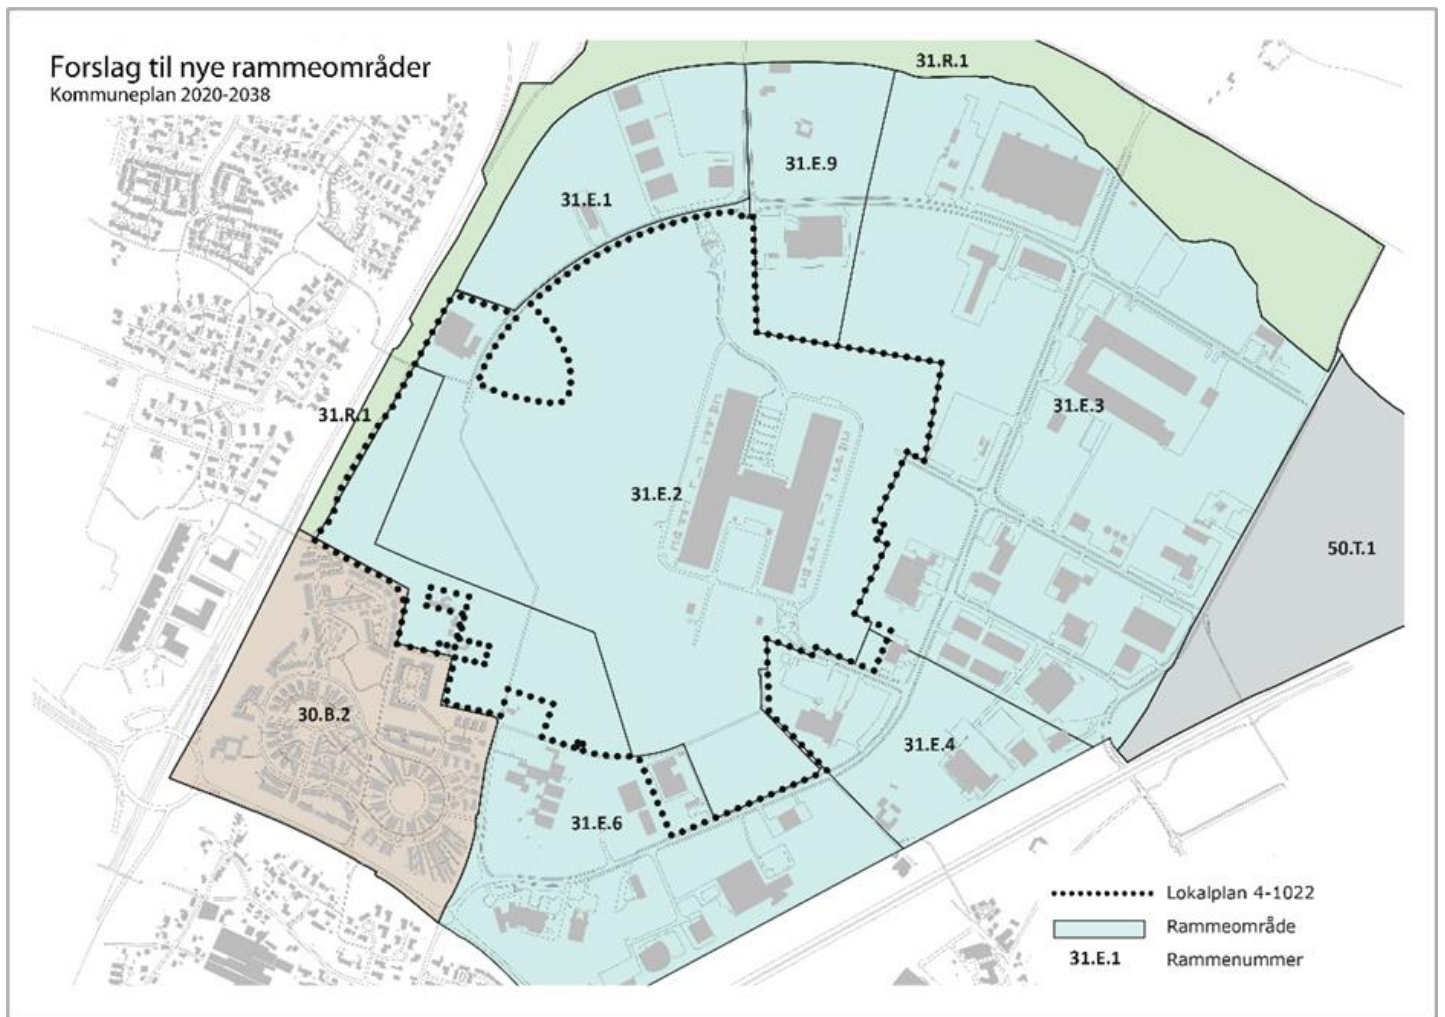 Forslag til nye rammeområder
Kommuneplan 2020-2038
31.R.1
31.E.9
31.E.1
31.R.1
31.E.3
31.E.2
50.T.1
30.B.2
31.E.4
31.E.6
Lokalplan 4-1022
Rammeområde
31.E.1 Rammenummer